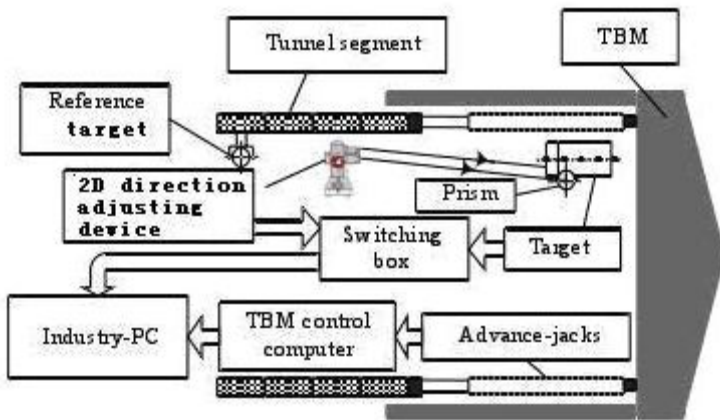 Tunnel segment
TBM
Reference
target
2D direction
adjusting
device
Prism
Switching
box
Target
Industry-PC
TBM control
computer
Advance-jacks